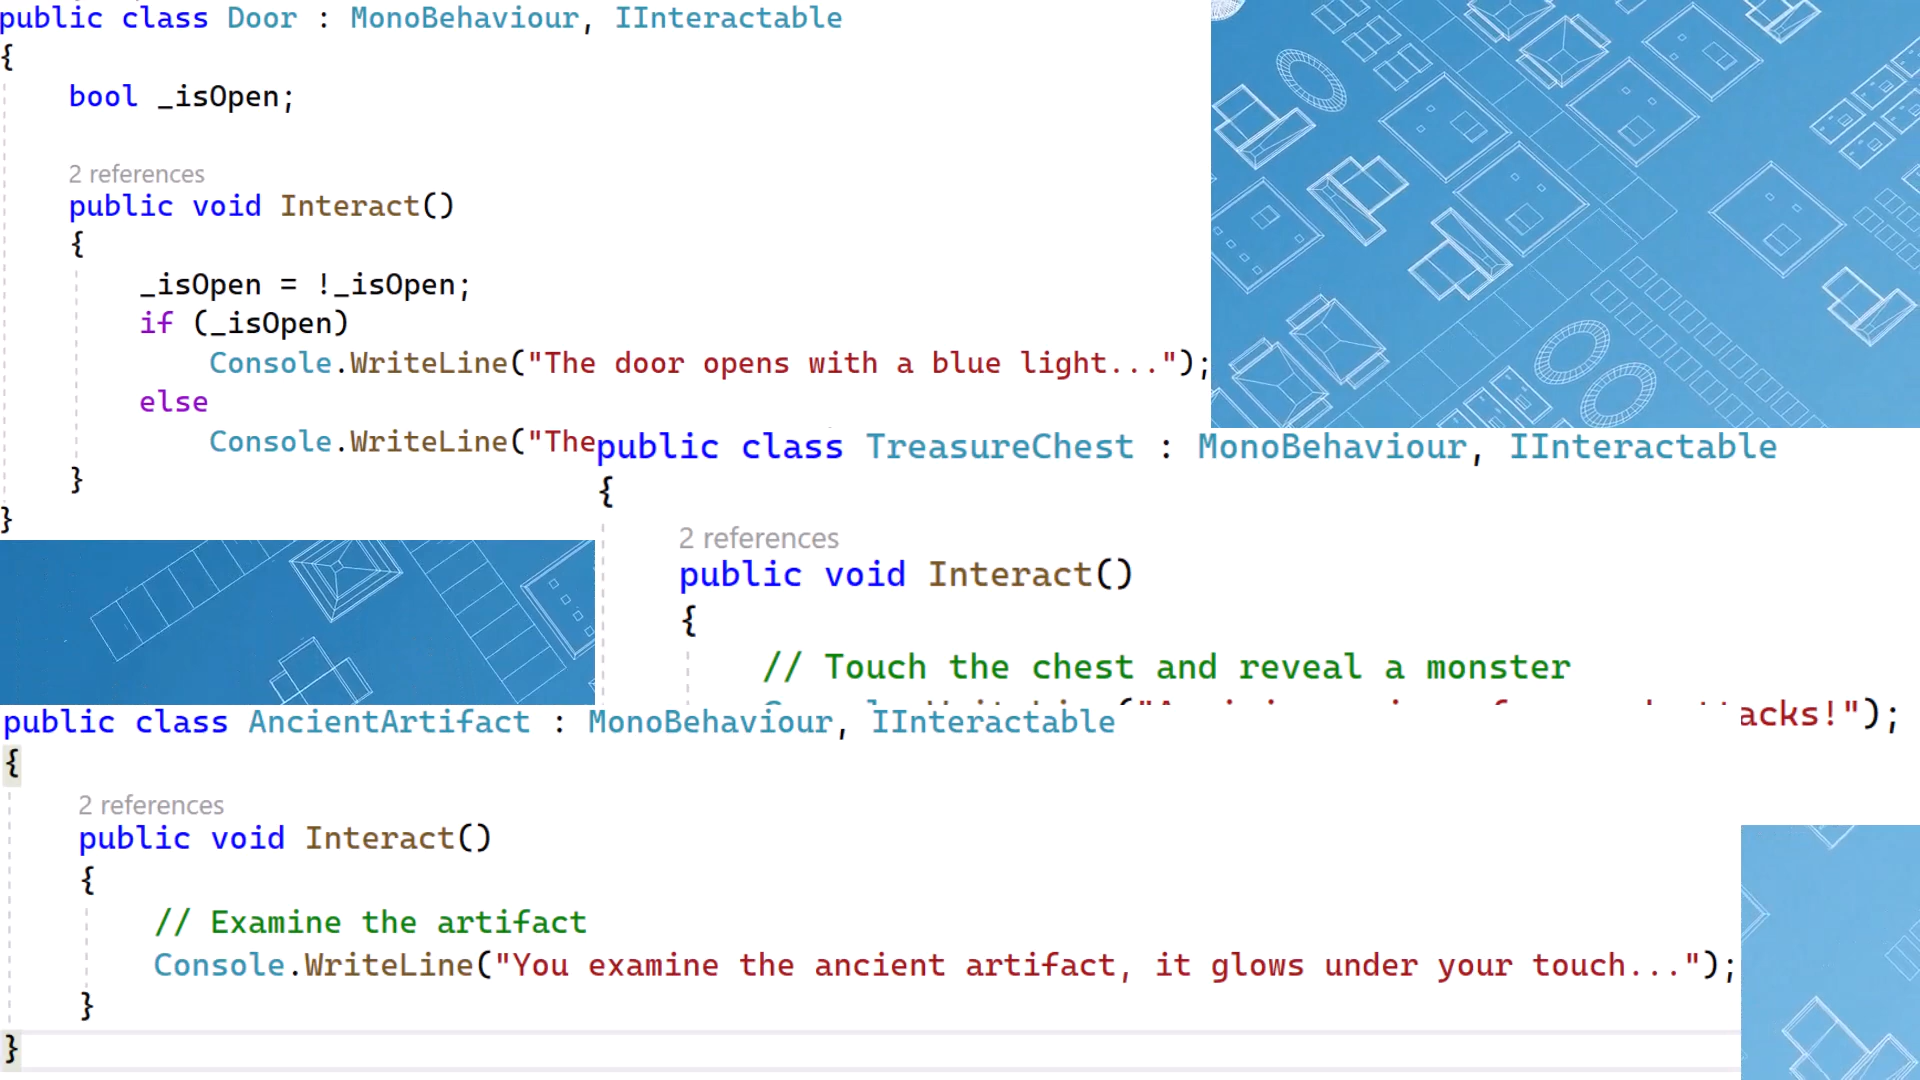 public class Door : MonoBehaviour, IInteractable
{
bool _isOpen;
2 references
public void Interact()
{
_isOpen = !_isOpen;
if (_isOpen)
Console.WriteLine("The door opens with a blue light...");
else
Console.WriteLine("The
}
}
public class TreasureChest : MonoBehaviour, IInteractable
{
2 references
public void Interact()
{
// Touch the chest and reveal a monster
acks!");
public class AncientArtifact : MonoBehaviour, IInteractable
{
2 references
public void Interact()
{
// Examine the artifact
Console.WriteLine("You examine the ancient artifact, it glows under your touch...");
}
}